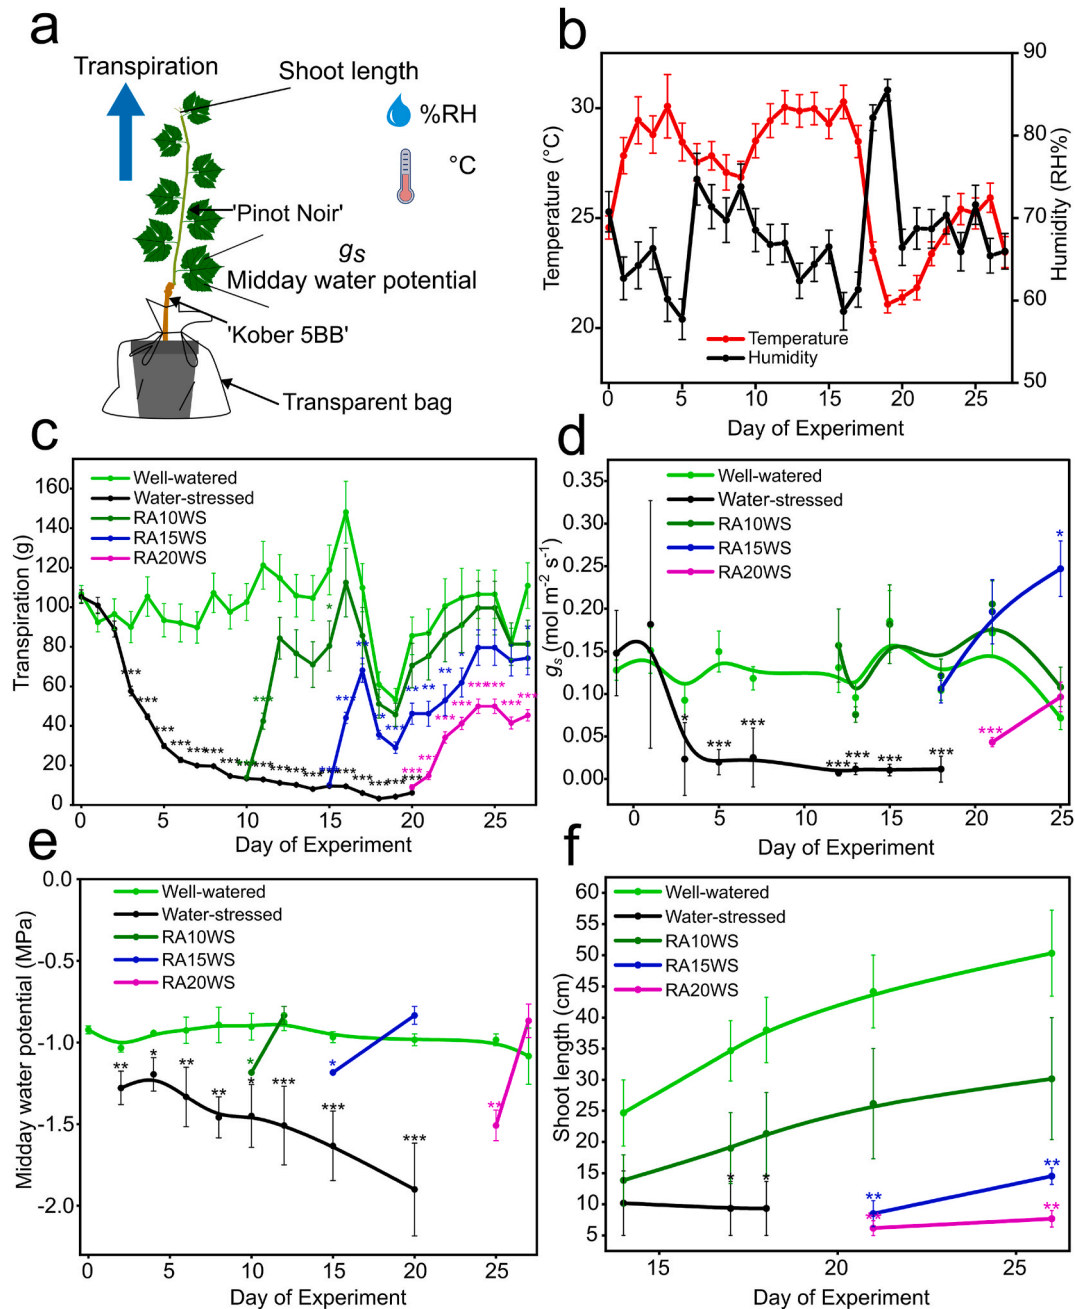 a
Transpiration
Shoot length
%RH
°C
'Pinot Noir'
gs
Midday water potential
'Kober 5BB'
Transparent bag
b
90
80
70
60
50
Humidity (RH%)
30
25
20
Temperature (°C)
Temperature
Humidity
0 5 10 15 20 25
Day of Experiment
c
Well-watered
Water-stressed
RA10WS
RA15WS
RA20WS
160
140
120
100
80
60
40
20
0
Transpiration (g)
0 5 10 15 20 25
Day of Experiment
d
Well-watered
Water-stressed
RA10WS
RA15WS
RA20WS
0.35
0.30
0.25
0.20
0.15
0.10
0.05
0.00
gs (mol m-2 s-1)
0 5 10 15 20 25
Day of Experiment
e
Well-watered
Water-stressed
RA10WS
RA15WS
RA20WS
0.0
-0.5
-1.0
-1.5
-2.0
Midday water potential (MPa)
0 5 10 15 20 25
Day of Experiment
f
Well-watered
Water-stressed
RA10WS
RA15WS
RA20WS
60
55
50
45
40
35
30
25
20
15
10
5
Shoot length (cm)
15 20 25
Day of Experiment